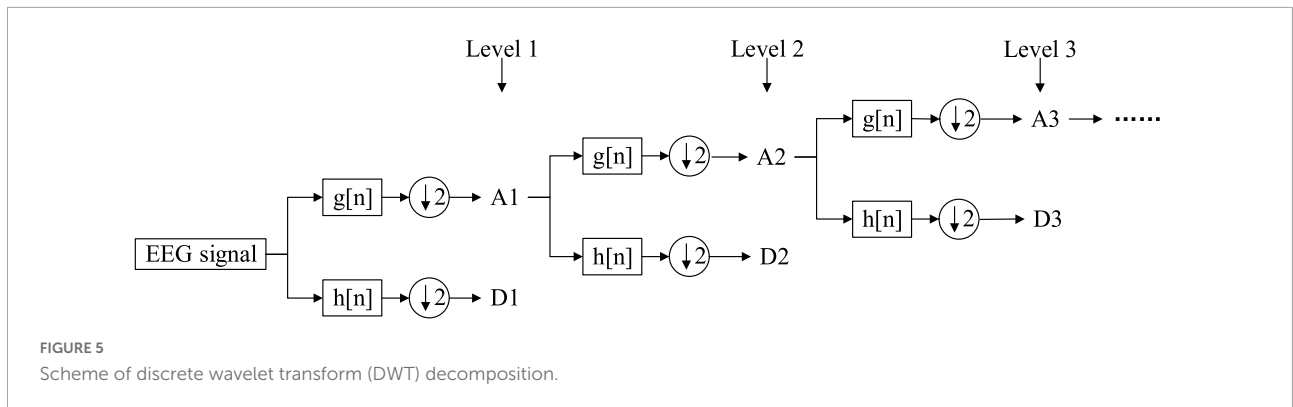 Level 1
Level 2
Level 3
g[n] ↓2 A3 ......
g[n] ↓2 A2
g[n] ↓2 A1
h[n] ↓2 D3
EEG signal
h[n] ↓2 D2
h[n] ↓2 D1
FIGURE 5
Scheme of discrete wavelet transform (DWT) decomposition.